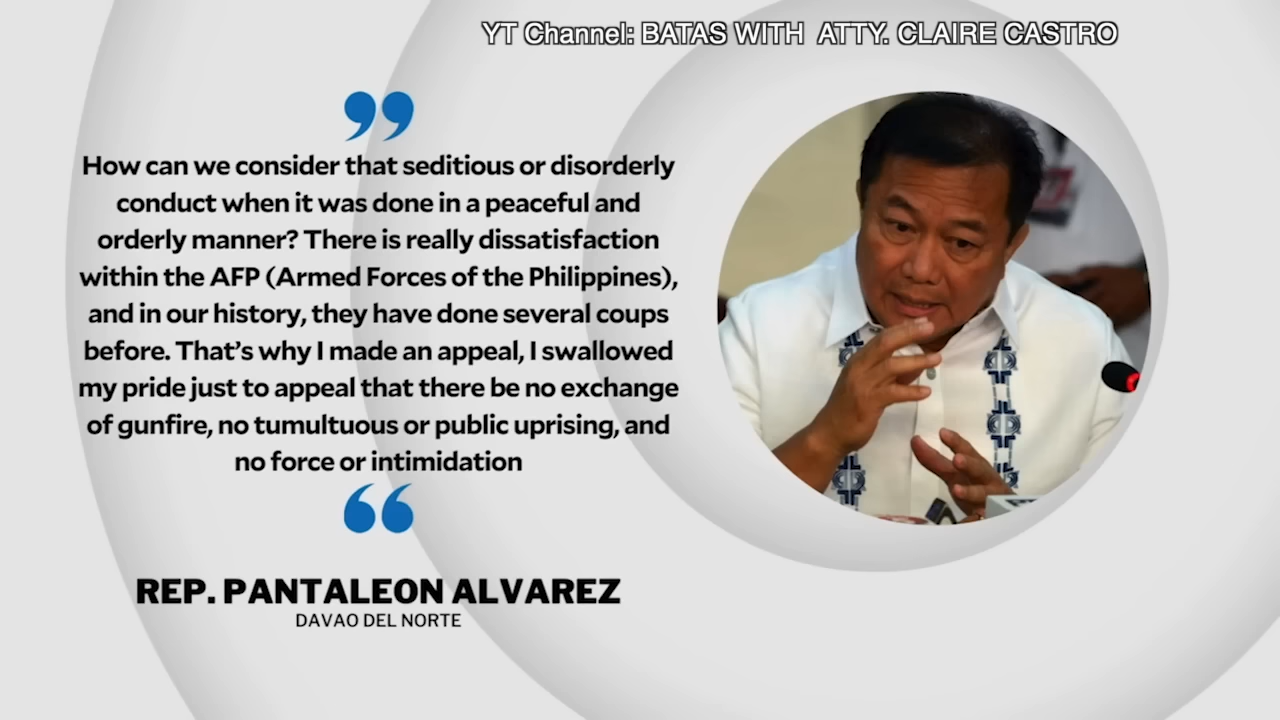 YT Channel: BATAS WITH ATTY. CLAIRE CASTRO
”
How can we consider that seditious or disorderly
conduct when it was done in a peaceful and
orderly manner? There is really dissatisfaction
within the AFP (Armed Forces of the Philippines),
and in our history, they have done several coups
before. That’s why I made an appeal, I swallowed
my pride just to appeal that there be no exchange
of gunfire, no tumultuous or public uprising, and
no force or intimidation
“
REP. PANTALEON ALVAREZ
DAVAO DEL NORTE